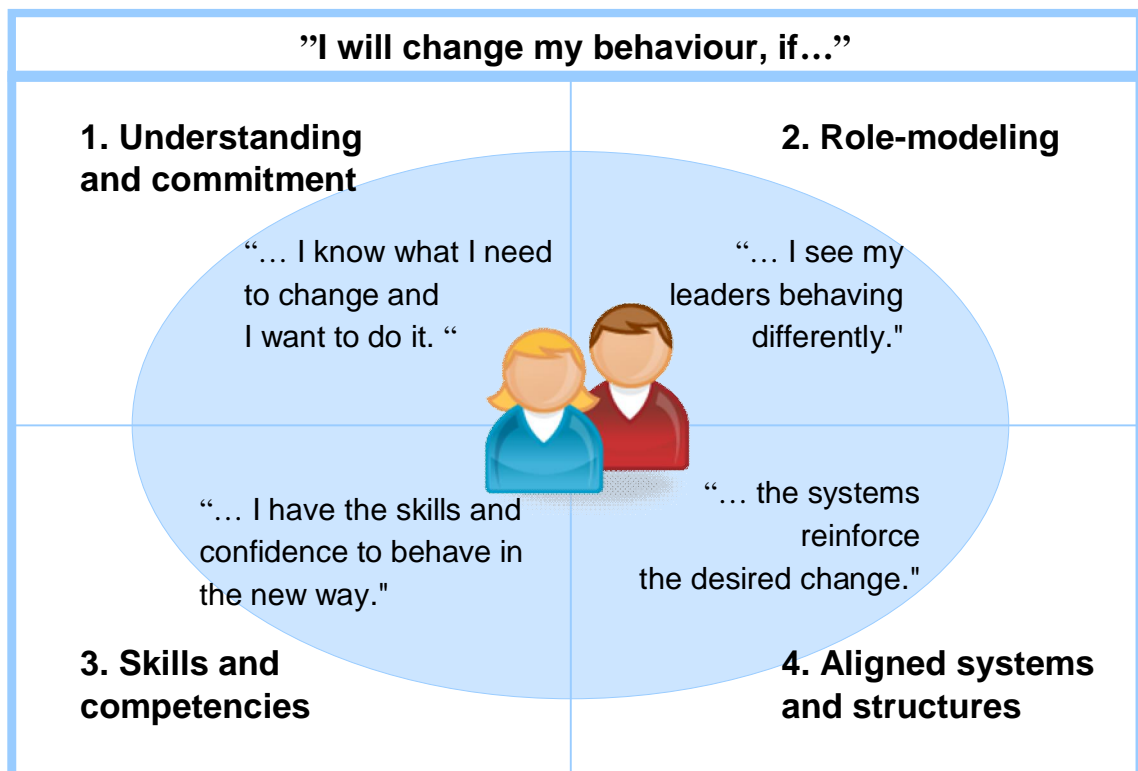 ”I will change my behaviour, if…”
1. Understanding
and commitment
“… I know what I need
to change and
I want to do it. “
2. Role-modeling
“… I see my
leaders behaving
differently."
“… I have the skills and
confidence to behave in
the new way."
3. Skills and
competencies
“… the systems
reinforce
the desired change."
4. Aligned systems
and structures